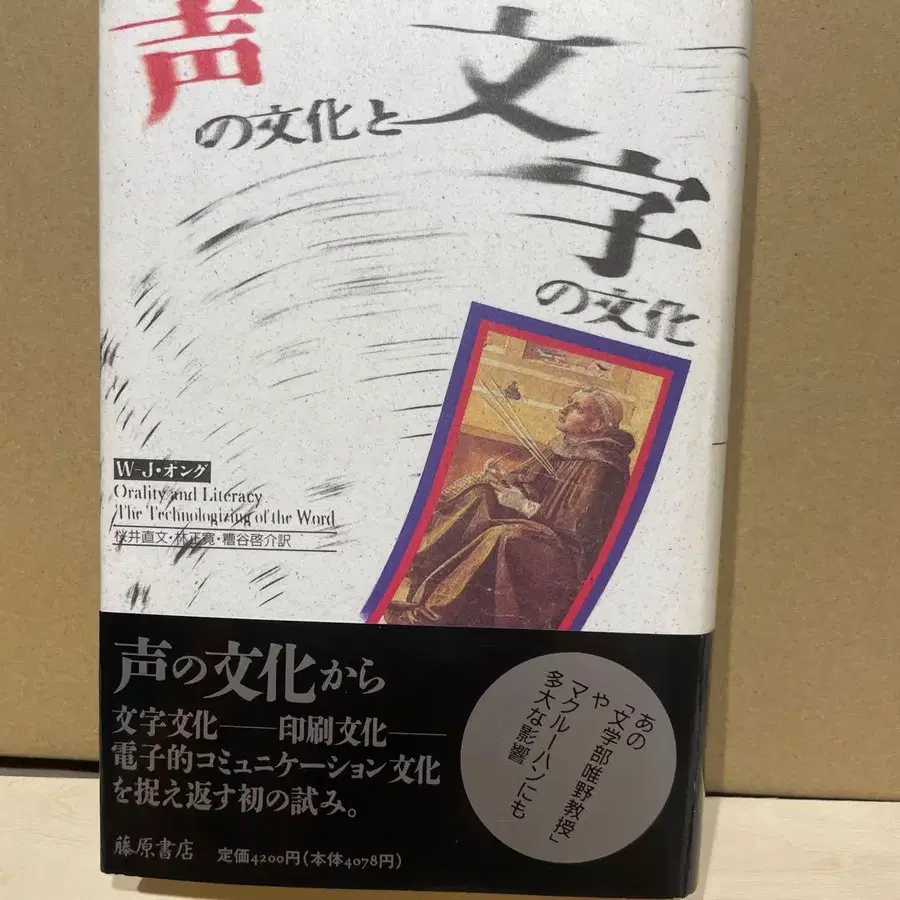 声
の文化と
文
字
の文化
W-J・オング
Orality and Literacy
The Technologizing of the Word
桜井直文・林正寛・糟谷啓介訳
声の文化から
文字文化──印刷文化──
電子的コミュニケーション文化
を捉え返す初の試み。
あの
「文学部唯野教授」
や
マクルーハンにも
多大な影響
藤原書店
定価4200円(本体4078円)